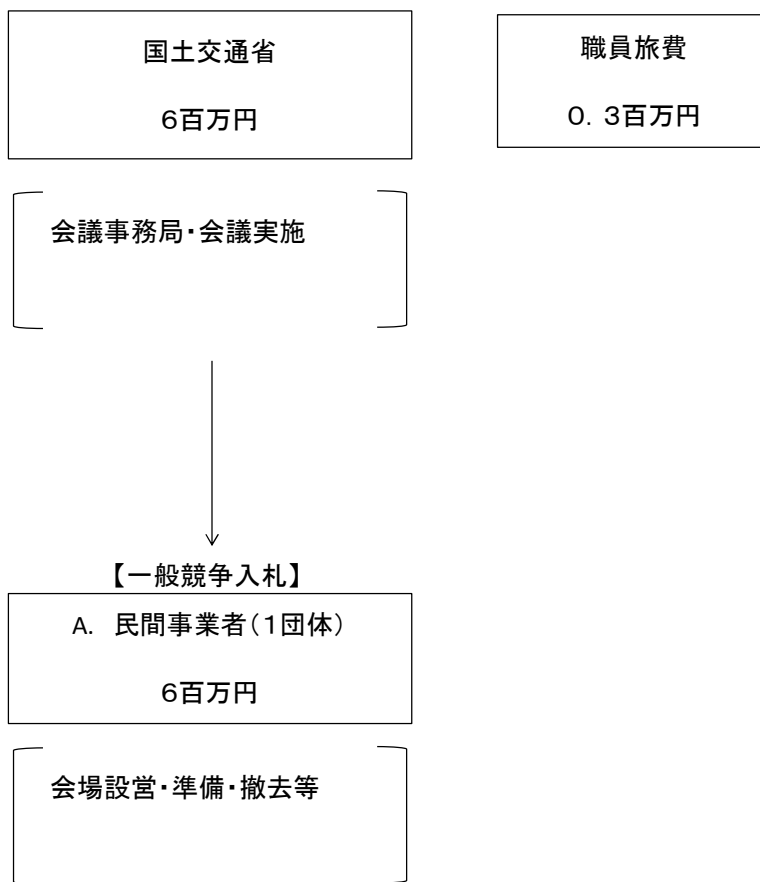 国土交通省
6百万円
職員旅費
0. 3百万円
会議事務局・会議実施
【一般競争入札】
A. 民間事業者(1団体)
6百万円
会場設営・準備・撤去等